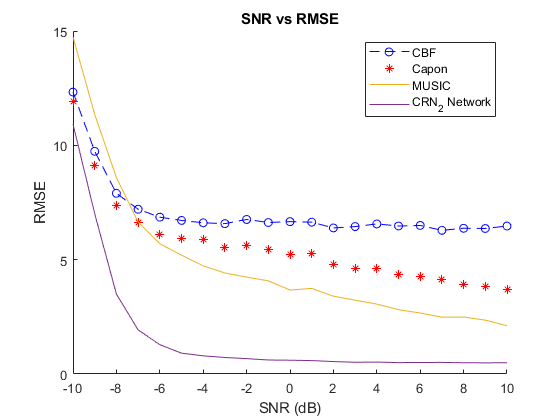 SNR vs RMSE
CBF
Capon
MUSIC
CRN2 Network
RMSE
15
10
5
0
-10 -8 -6 -4 -2 0 2 4 6 8 10
SNR (dB)